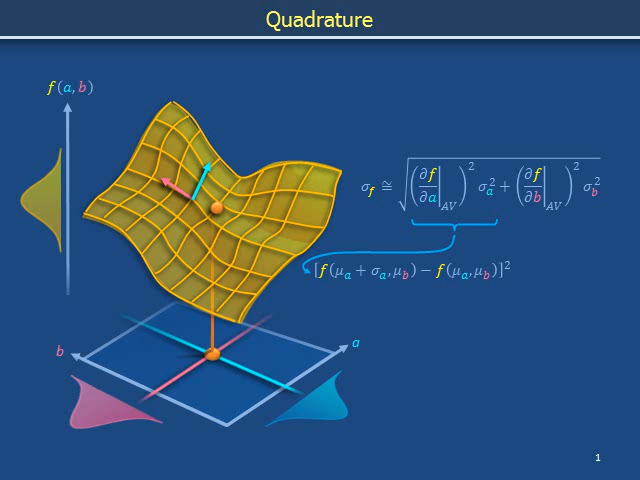 Quadrature
f(a,b)
σ_f ≅ √((∂f/∂a|_AV)² σ_a² + (∂f/∂b|_AV)² σ_b²)
[f(μ_a + σ_a, μ_b) − f(μ_a, μ_b)]²
a
b
1